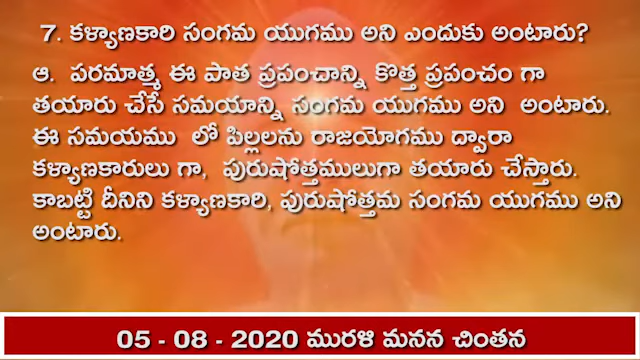 7. కళ్యాణకారి సంగమ యుగము అని ఎందుకు అంటారు?
ఆ. పరమాత్మ ఈ పాత ప్రపంచాన్ని కొత్త ప్రపంచం గా
తయారు చేసే సమయాన్ని సంగమ యుగము అని అంటారు.
ఈ సమయము లో పిల్లలను రాజయోగము ద్వారా
కళ్యాణకారులు గా, పురుషోత్తములుగా తయారు చేస్తారు.
కాబట్టి దీనిని కళ్యాణకారి, పురుషోత్తమ సంగమ యుగము అని
అంటారు.
05 - 08 - 2020 మురళి మనన చింతన